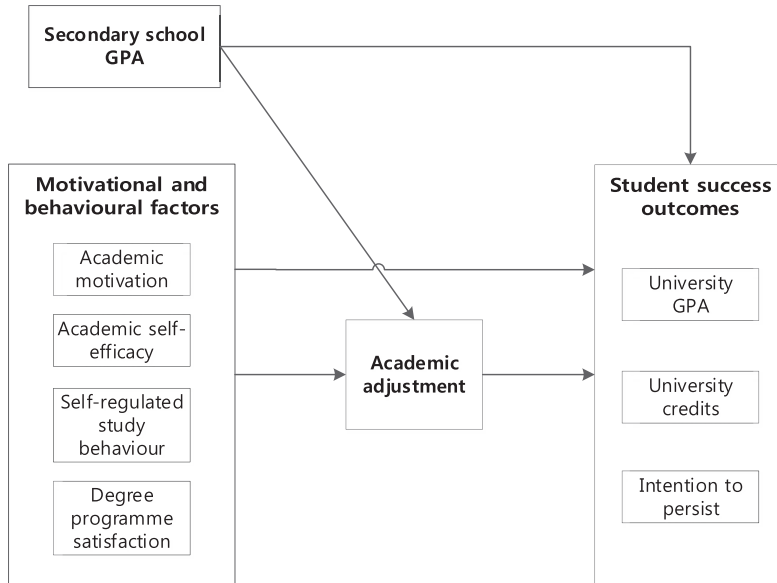 Secondary school
GPA
Motivational and
behavioural factors
Academic
motivation
Academic self-
efficacy
Self-regulated
study
behaviour
Degree
programme
satisfaction
Academic
adjustment
Student success
outcomes
University
GPA
University
credits
Intention to
persist